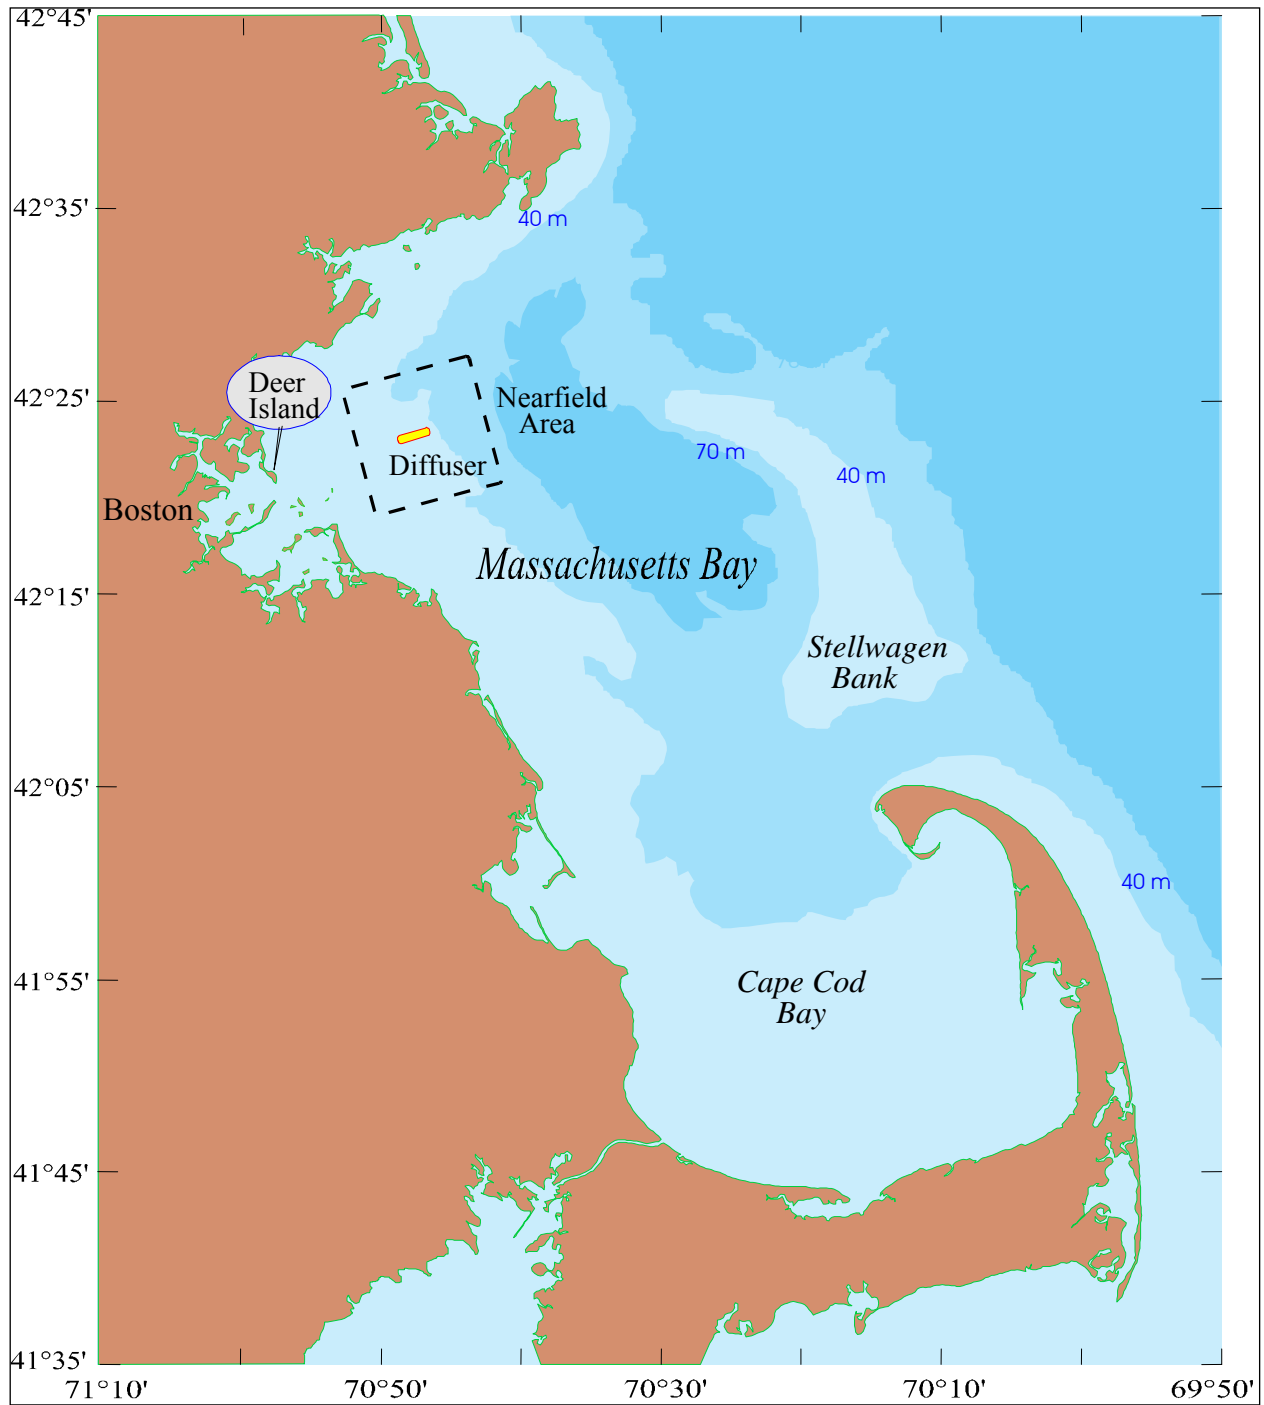 42°45'
42°35'
40 m
42°25'
Deer
Island
Nearfield
Area
Diffuser
70 m
40 m
Boston
Massachusetts Bay
42°15'
Stellwagen
Bank
42°05'
40 m
41°55'
Cape Cod
Bay
41°45'
41°35'
71°10'
70°50'
70°30'
70°10'
69°50'